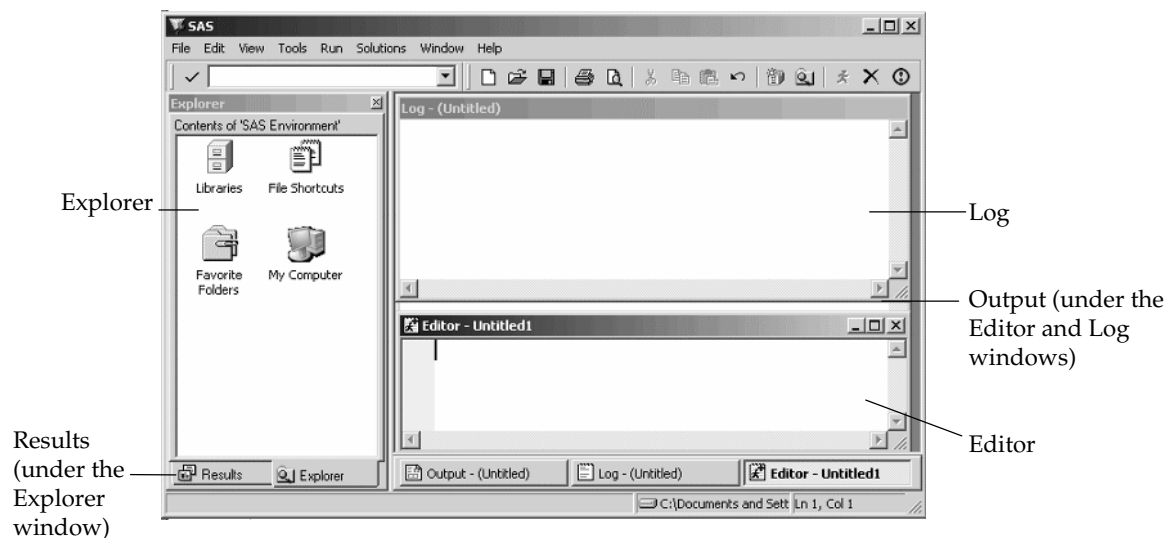 SAS
File Edit View Tools Run Solutions Window Help
Explorer
Contents of 'SAS Environment'
Libraries
File Shortcuts
Favorite
Folders
My Computer
Results
Explorer
Log - (Untitled)
Editor - Untitled1
Output - (Untitled)
Log - (Untitled)
Editor - Untitled1
C:\Documents and Sett
Ln 1, Col 1
Explorer
Results
(under the
Explorer
window)
Log
Output (under the
Editor and Log
windows)
Editor